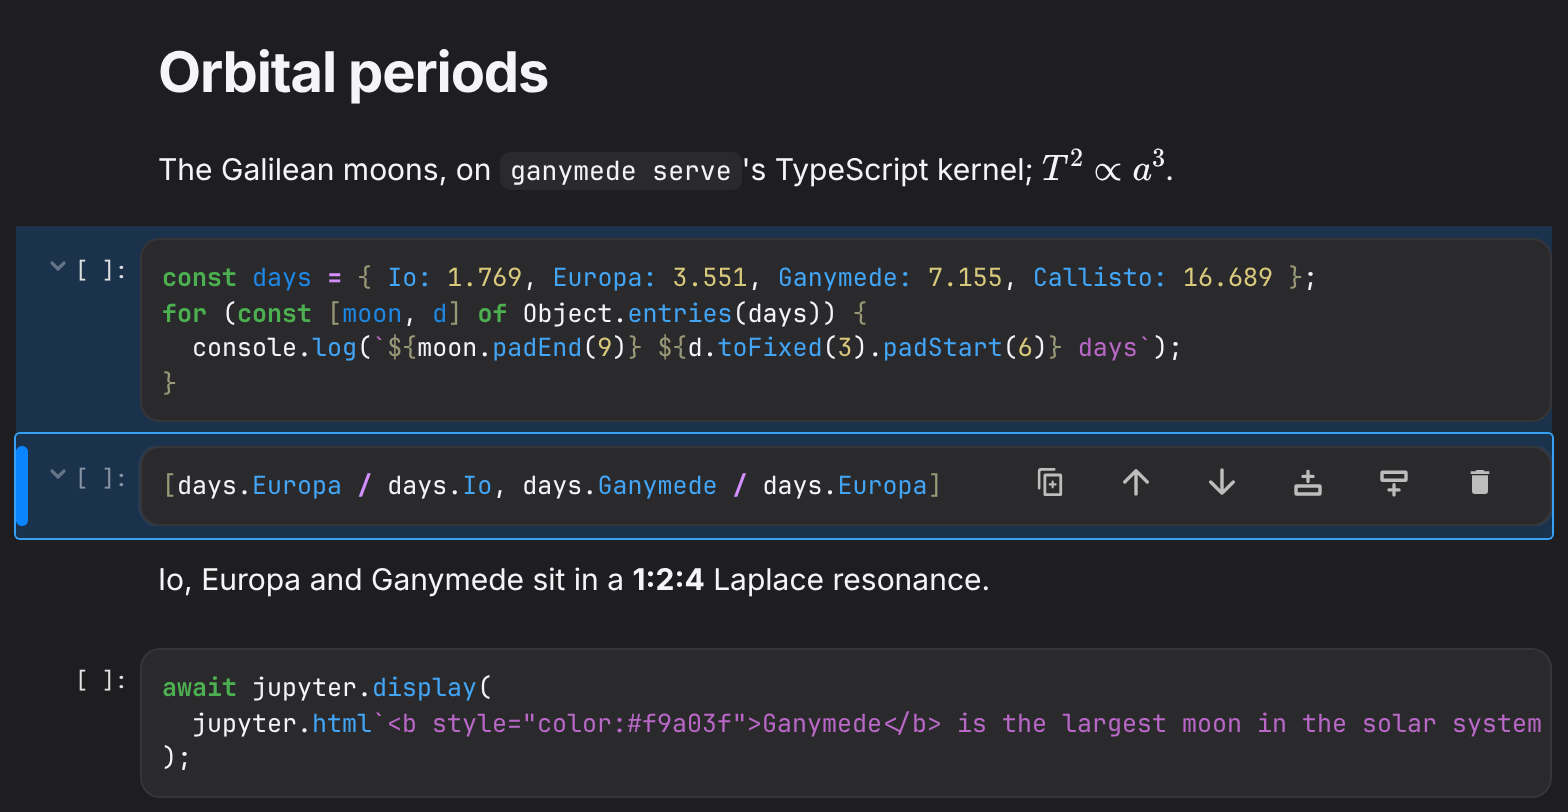 Orbital periods
The Galilean moons, on ganymede serve's TypeScript kernel; T² ∝ a³.
[ ]:
const days = { Io: 1.769, Europa: 3.551, Ganymede: 7.155, Callisto: 16.689 };
for (const [moon, d] of Object.entries(days)) {
  console.log(`${moon.padEnd(9)} ${d.toFixed(3).padStart(6)} days`);
}
[ ]:
[days.Europa / days.Io, days.Ganymede / days.Europa]
Io, Europa and Ganymede sit in a 1:2:4 Laplace resonance.
[ ]:
await jupyter.display(
  jupyter.html`<b style="color:#f9a03f">Ganymede</b> is the largest moon in the solar system
);